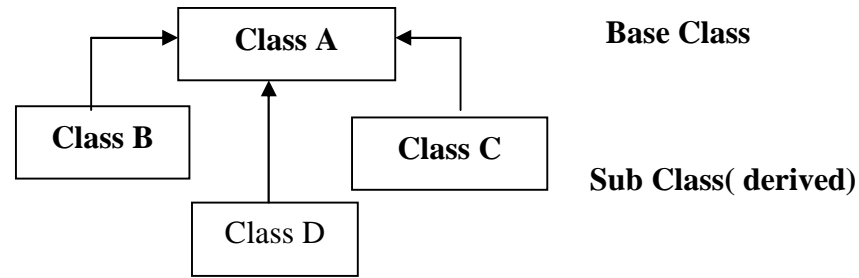 Class A
Base Class
Class B
Class C
Sub Class( derived)
Class D